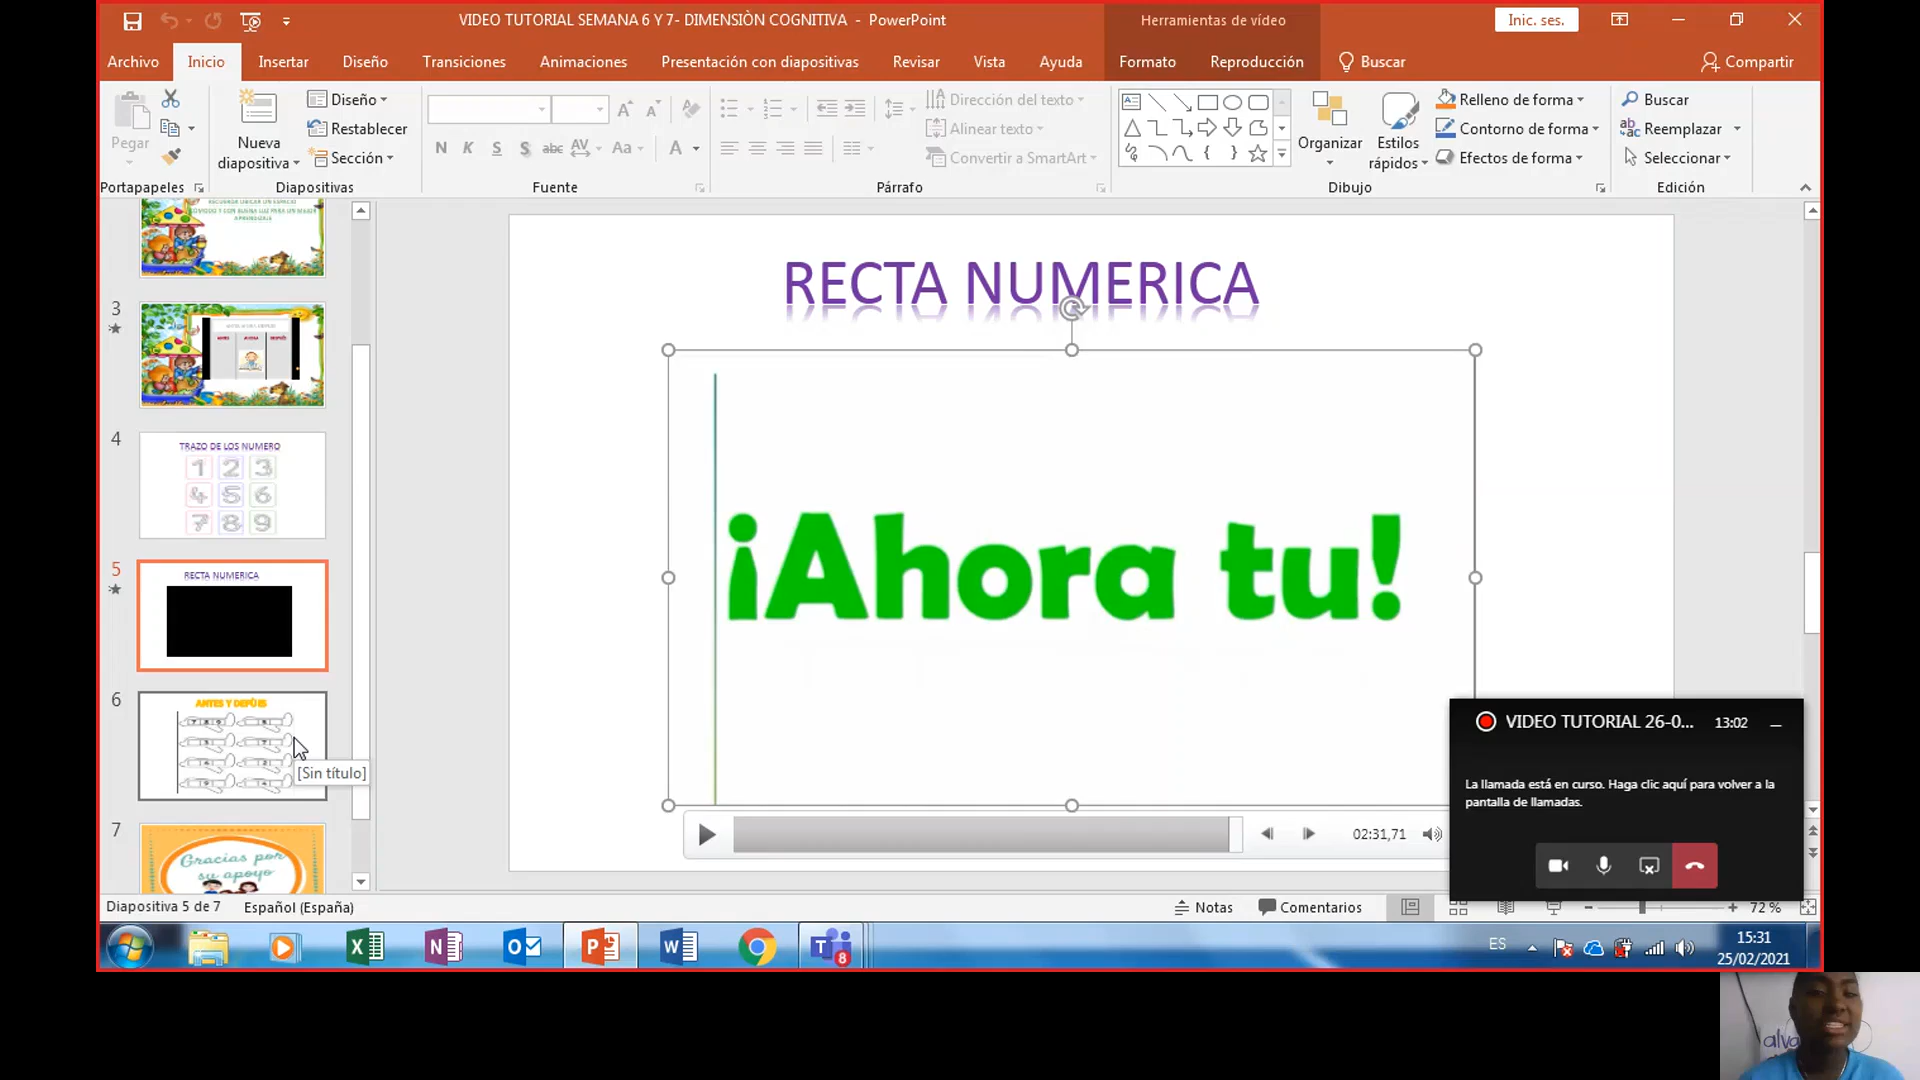 VIDEO TUTORIAL SEMANA 6 Y 7- DIMENSIÒN COGNITIVA - PowerPoint
Herramientas de vídeo
Inic. ses.
Archivo Inicio Insertar Diseño Transiciones Animaciones Presentación con diapositivas Revisar Vista Ayuda Formato Reproducción Buscar Compartir
Pegar
Nueva diapositiva
Diseño
Restablecer
Sección
N K S S abc AV Aa A
Dirección del texto
Alinear texto
Convertir a SmartArt
Organizar
Estilos rápidos
Relleno de forma
Contorno de forma
Efectos de forma
Buscar
Reemplazar
Seleccionar
Portapapeles Diapositivas Fuente Párrafo Dibujo Edición
3
4
TRAZO DE LOS NUMERO
1 2 3
4 5 6
7 8 9
5
RECTA NUMERICA
6
ANTES Y DEPÙES
[Sin título]
7
Gracias por
su apoyo
RECTA NUMERICA
¡Ahora tu!
02:31,71
VIDEO TUTORIAL 26-0... 13:02
La llamada está en curso. Haga clic aquí para volver a la
pantalla de llamadas.
Diapositiva 5 de 7 Español (España) Notas Comentarios 72 %
ES
15:31
25/02/2021